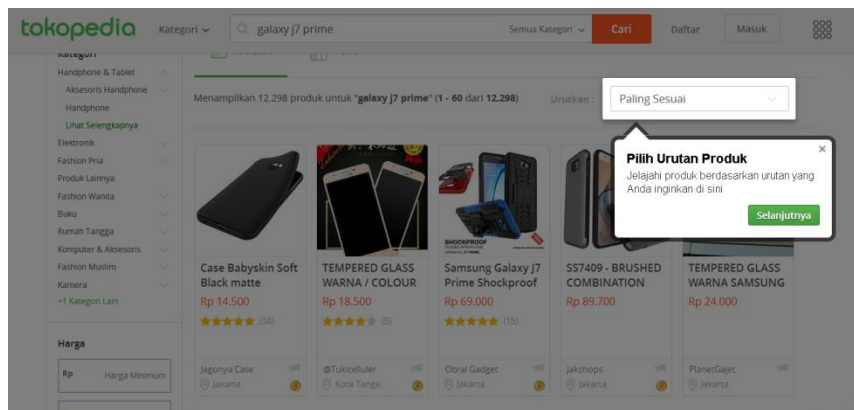 tokopedia
Kategori
galaxy j7 prime
Semua Kategori
Cari
Daftar
Masuk
Kategori
Handphone & Tablet
Aksesoris Handphone
Handphone
Lihat Selengkapnya
Elektronik
Fashion Pria
Produk Lainnya
Fashion Wanita
Buku
Rumah Tangga
Komputer & Aksesoris
Fashion Muslim
Kamera
+1 Kategori Lain
Harga
Rp Harga Minimum
Menampilkan 12,298 produk untuk "galaxy j7 prime" (1 - 60 dari 12,298)
Urutkan :
Paling Sesuai
Pilih Urutan Produk
Jelajahi produk berdasarkan urutan yang
Anda inginkan di sini
Selanjutnya
SHOCKPROOF
Case Babyskin Soft
Black matte
Rp 14.500
(34)
Jagonya Case
Jakarta
TEMPERED GLASS
WARNA / COLOUR
Rp 18.500
(5)
@Tukicelluler
Kota Tange...
Samsung Galaxy J7
Prime Shockproof
Rp 69.000
(15)
Obral Gadget
Jakarta
SS7409 - BRUSHED
COMBINATION
Rp 89.700
Jakshops
Jakarta
TEMPERED GLASS
WARNA SAMSUNG
Rp 24.000
PlanetGajet
Jakarta